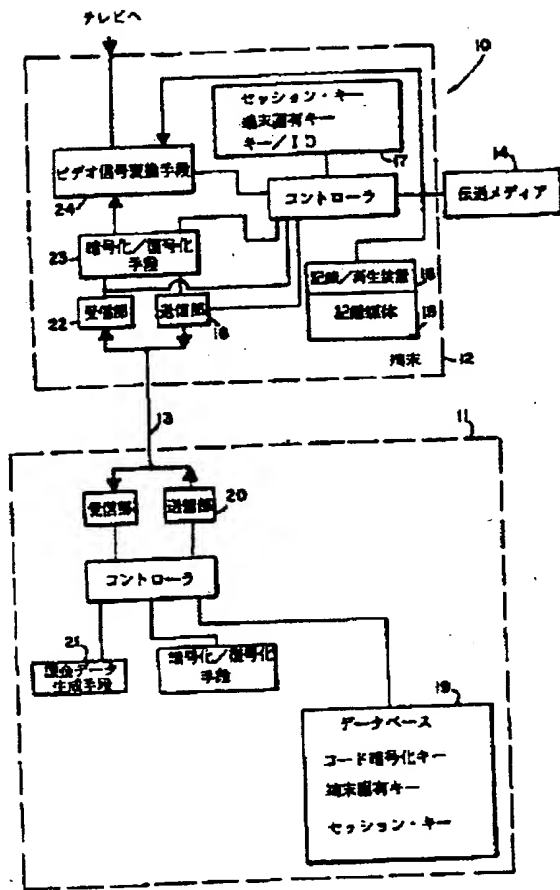 テレビへ
10
セッション・キー
端末固有キー
キー/ID
17
ビデオ信号変換手段
24
コントローラ
14
伝送メディア
暗号化/復号化
手段
23
記録/再生装置
受信部
22
送信部
18
記録媒体
端末
12
13
11
受信部
送信部
20
コントローラ
21
課金データ
生成手段
暗号化/復号化
手段
19
データベース
コード暗号化キー
端末固有キー
セッション・キー